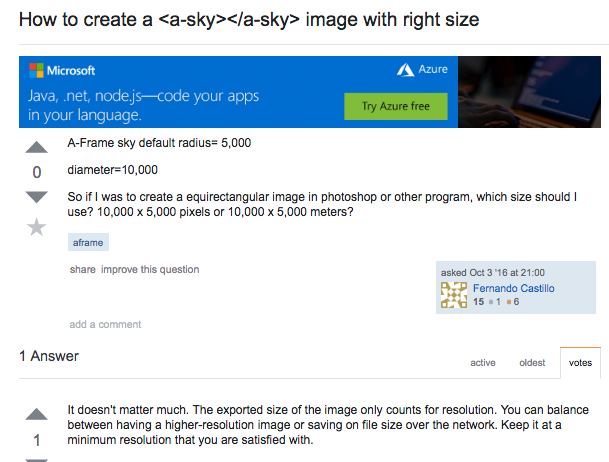 How to create a <a-sky></a-sky> image with right size
Microsoft
Azure
Java, .net, node.js—code your apps
in your language.
Try Azure free
A-Frame sky default radius= 5,000
0
diameter=10,000
So if I was to create a equirectangular image in photoshop or other program, which size should I
use? 10,000 x 5,000 pixels or 10,000 x 5,000 meters?
aframe
share improve this question
asked Oct 3 '16 at 21:00
Fernando Castillo
15 1 6
add a comment
1 Answer
active oldest votes
It doesn't matter much. The exported size of the image only counts for resolution. You can balance
between having a higher-resolution image or saving on file size over the network. Keep it at a
1
minimum resolution that you are satisfied with.